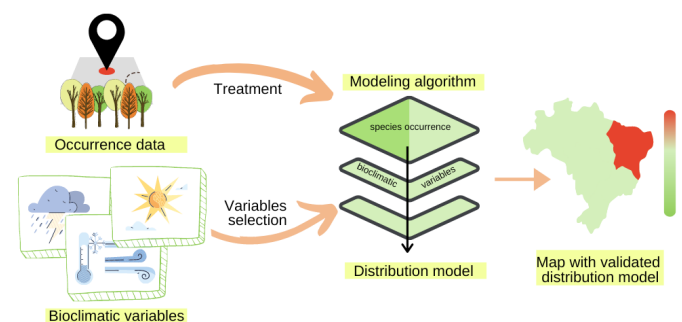 Occurrence data
Treatment
Modeling algorithm
species occurrence
bioclimatic
variables
Variables
selection
Distribution model
Bioclimatic variables
Map with validated
distribution model